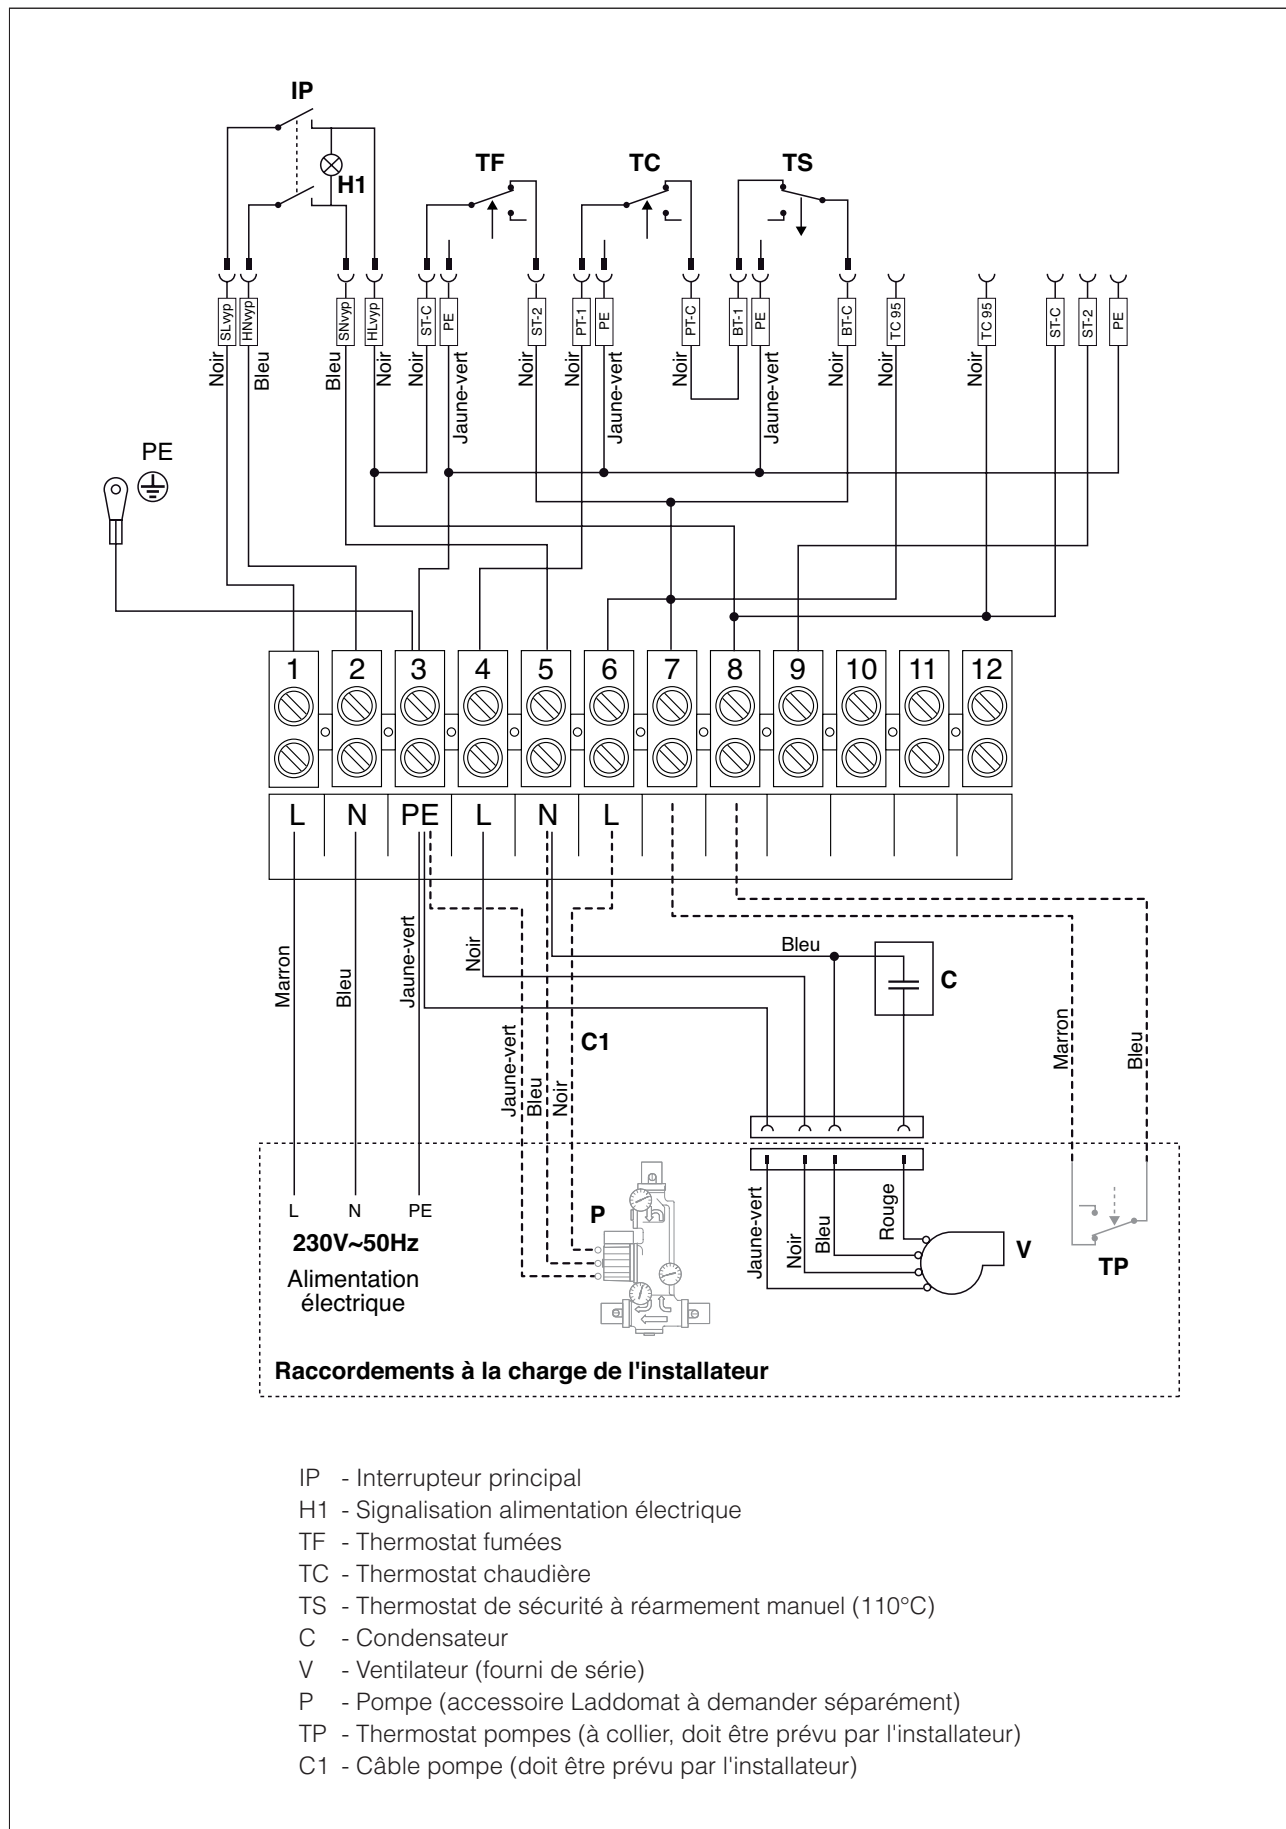 IP
H1
TF
TC
TS
SLvyp
HNvyp
SNvyp
HLvyp
ST-C
PE
ST-2
PT-1
PE
PT-C
BT-1
PE
BT-C
TC 95
TC 95
ST-C
ST-2
PE
Noir
Bleu
Bleu
Noir
Noir
Jaune-vert
Noir
Noir
Jaune-vert
Noir
Noir
Jaune-vert
Noir
Noir
Noir
PE
1 2 3 4 5 6 7 8 9 10 11 12
L N PE L N L
Marron
Bleu
Jaune-vert
Noir
Jaune-vert
Bleu
Noir
C1
Bleu
C
Marron
Bleu
L N PE
230V~50Hz
Alimentation
électrique
P
Jaune-vert
Noir
Bleu
Rouge
V
TP
Raccordements à la charge de l'installateur
IP - Interrupteur principal
H1 - Signalisation alimentation électrique
TF - Thermostat fumées
TC - Thermostat chaudière
TS - Thermostat de sécurité à réarmement manuel (110°C)
C - Condensateur
V - Ventilateur (fourni de série)
P - Pompe (accessoire Laddomat à demander séparément)
TP - Thermostat pompes (à collier, doit être prévu par l'installateur)
C1 - Câble pompe (doit être prévu par l'installateur)